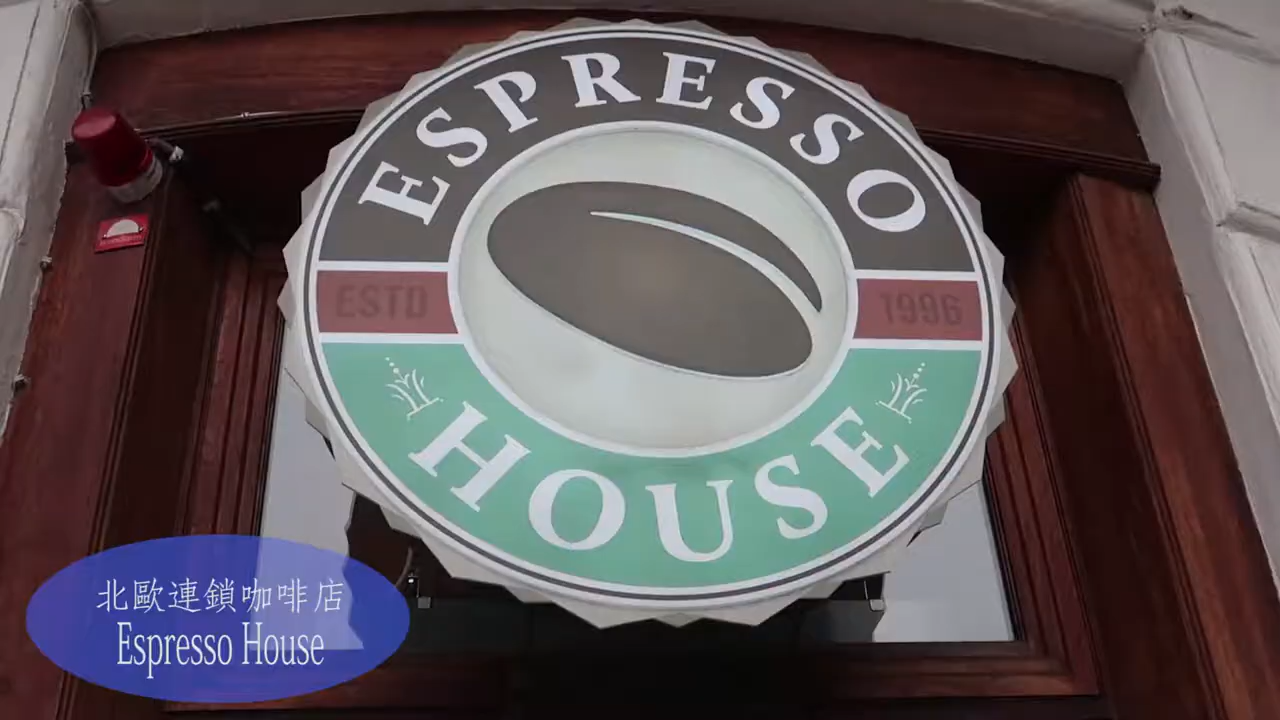 ESPRESSO
ESTD 1996
HOUSE
北歐連鎖咖啡店
Espresso House